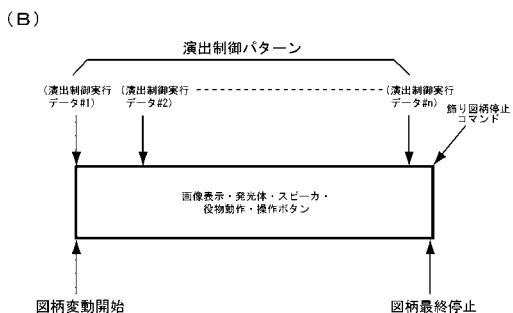 (B)
演出制御パターン
(演出制御実行
データ#1)
(演出制御実行
データ#2)
(演出制御実行
データ#n)
飾り図柄停止
コマンド
画像表示・発光体・スピーカ・
役物動作・操作ボタン
図柄変動開始
図柄最終停止